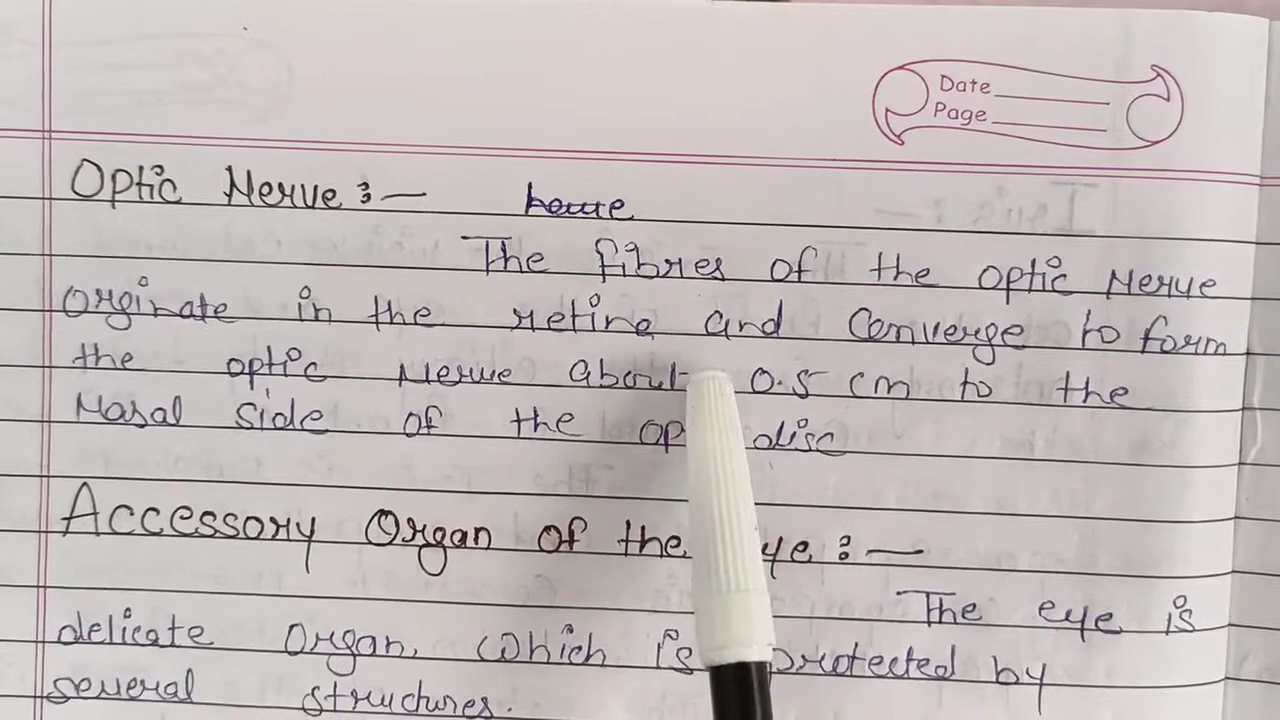 Date
Page
Optic Nerve :-
The fibres of the optic Nerve
Orginate in the retina and Converge to form
the optic Nerve about 0.5 cm to the
Nasal side of the op disc
Accessory Organ of the ye :-
The eye is
delicate Organ, which is protected by
several structures.